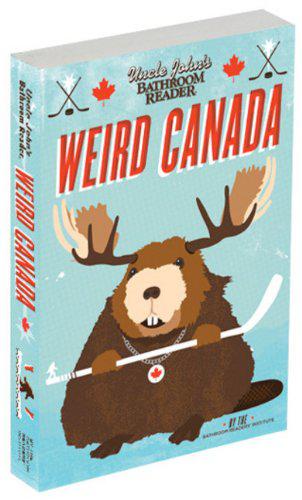 Uncle John's
BATHROOM
READER
WEIRD CANADA
BY THE
BATHROOM READERS' INSTITUTE
Uncle John's
Bathroom Reader
WEIRD CANADA